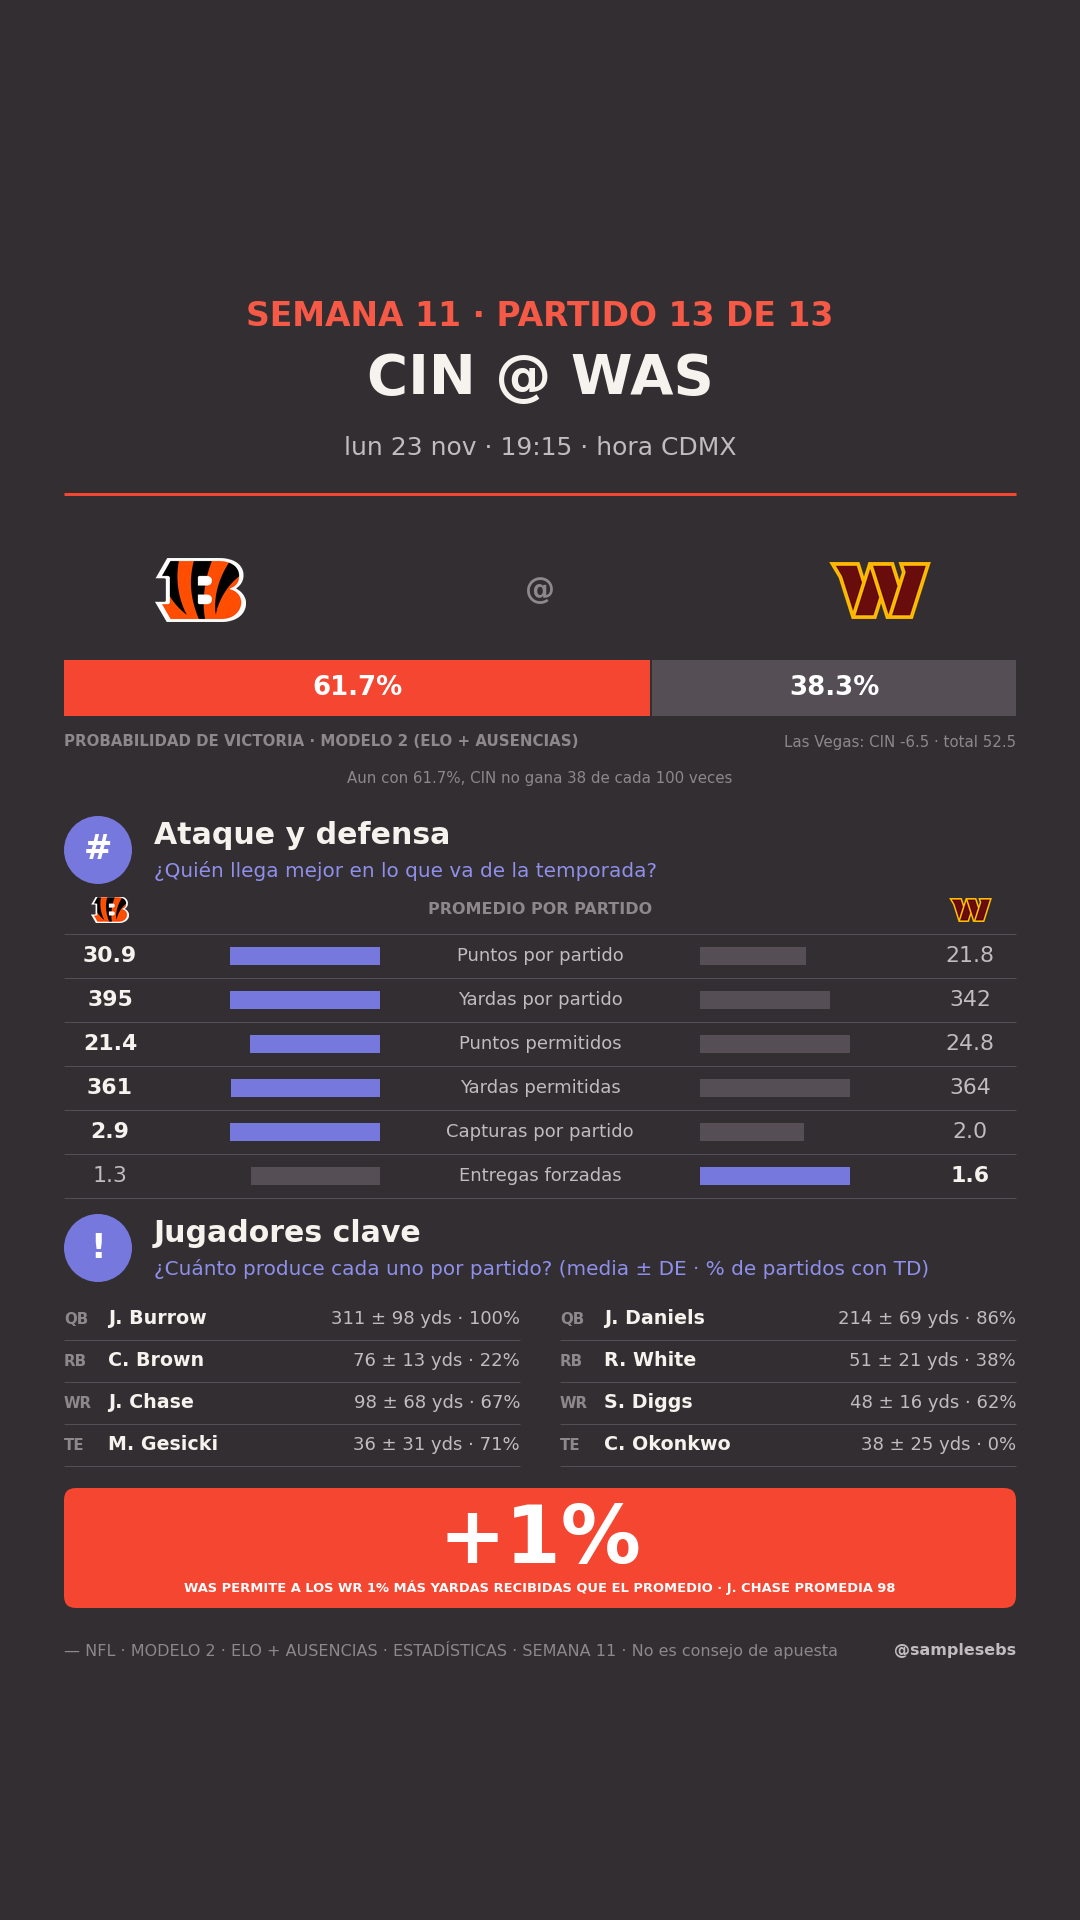 SEMANA 11 · PARTIDO 13 DE 13
CIN @ WAS
lun 23 nov · 19:15 · hora CDMX
@
61.7% 38.3%
PROBABILIDAD DE VICTORIA · MODELO 2 (ELO + AUSENCIAS) Las Vegas: CIN -6.5 · total 52.5
Aun con 61.7%, CIN no gana 38 de cada 100 veces
# Ataque y defensa
¿Quién llega mejor en lo que va de la temporada?
PROMEDIO POR PARTIDO
30.9 Puntos por partido 21.8
395 Yardas por partido 342
21.4 Puntos permitidos 24.8
361 Yardas permitidas 364
2.9 Capturas por partido 2.0
1.3 Entregas forzadas 1.6
! Jugadores clave
¿Cuánto produce cada uno por partido? (media ± DE · % de partidos con TD)
QB J. Burrow 311 ± 98 yds · 100% QB J. Daniels 214 ± 69 yds · 86%
RB C. Brown 76 ± 13 yds · 22% RB R. White 51 ± 21 yds · 38%
WR J. Chase 98 ± 68 yds · 67% WR S. Diggs 48 ± 16 yds · 62%
TE M. Gesicki 36 ± 31 yds · 71% TE C. Okonkwo 38 ± 25 yds · 0%
+1%
WAS PERMITE A LOS WR 1% MÁS YARDAS RECIBIDAS QUE EL PROMEDIO · J. CHASE PROMEDIA 98
— NFL · MODELO 2 · ELO + AUSENCIAS · ESTADÍSTICAS · SEMANA 11 · No es consejo de apuesta @samplesebs